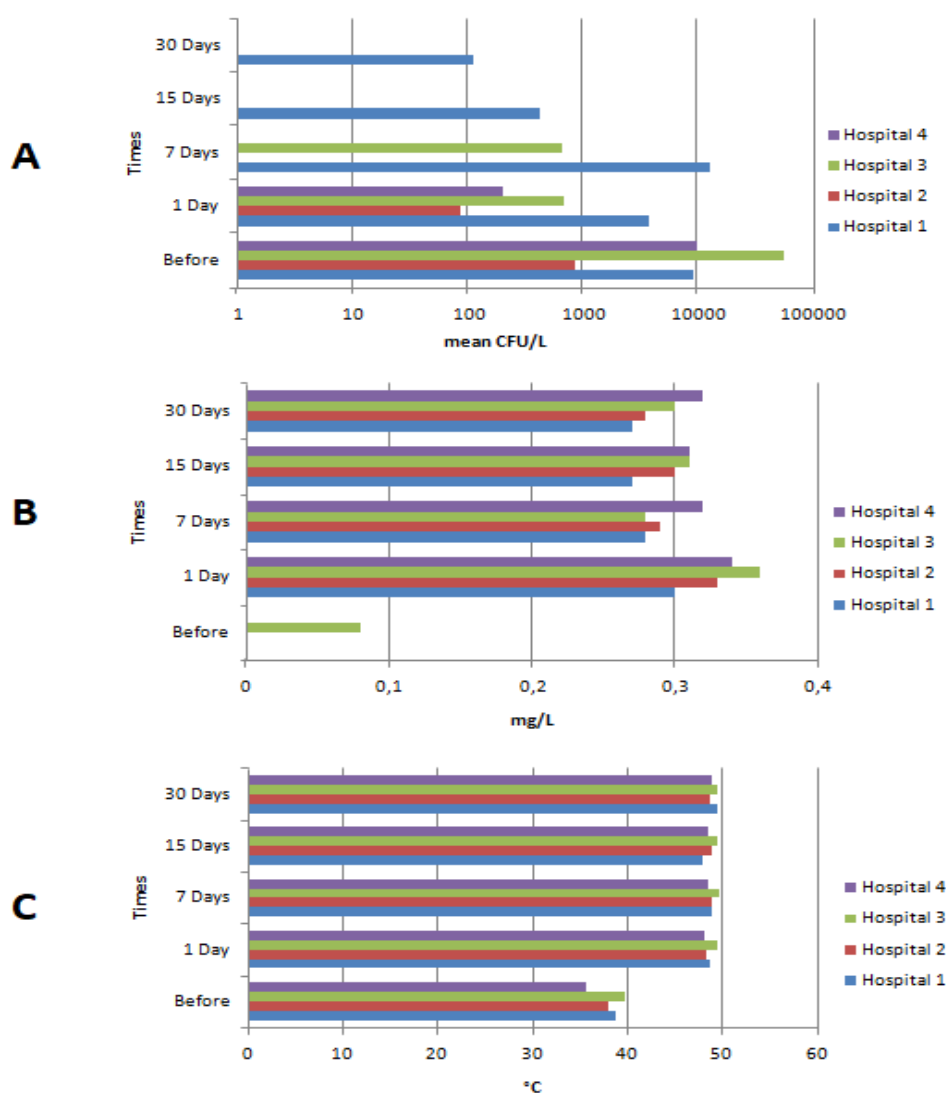 A
Times
30 Days
15 Days
7 Days
1 Day
Before
1 10 100 1000 10000 100000
mean CFU/L
Hospital 4
Hospital 3
Hospital 2
Hospital 1
B
Times
30 Days
15 Days
7 Days
1 Day
Before
0 0,1 0,2 0,3 0,4
mg/L
Hospital 4
Hospital 3
Hospital 2
Hospital 1
C
Times
30 Days
15 Days
7 Days
1 Day
Before
0 10 20 30 40 50 60
°C
Hospital 4
Hospital 3
Hospital 2
Hospital 1